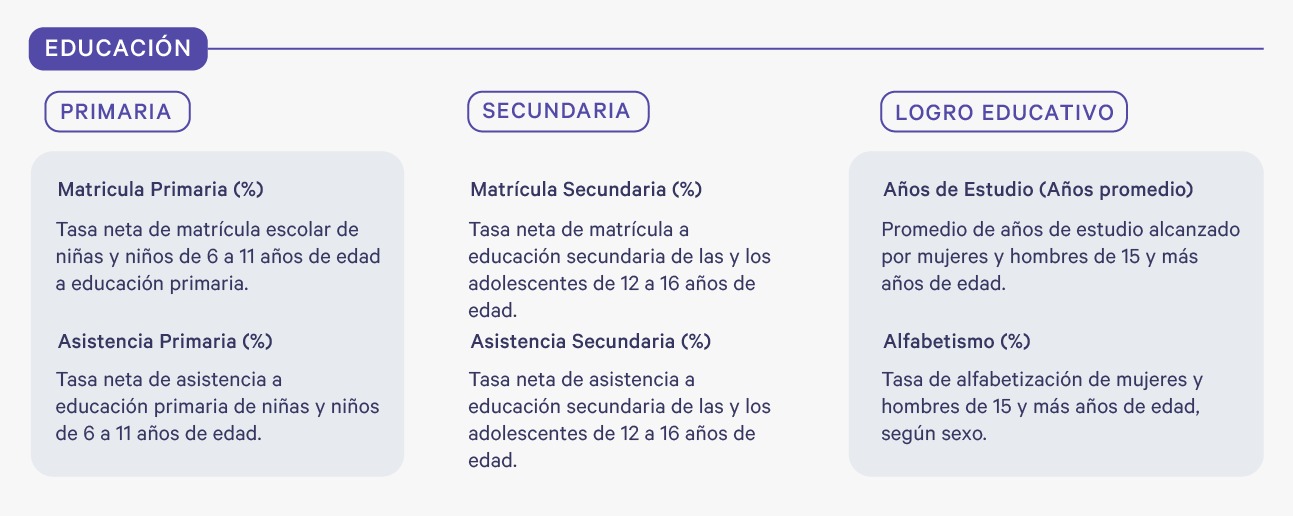 EDUCACIÓN
PRIMARIA
Matricula Primaria (%)
Tasa neta de matrícula escolar de
niñas y niños de 6 a 11 años de edad
a educación primaria.
Asistencia Primaria (%)
Tasa neta de asistencia a
educación primaria de niñas y niños
de 6 a 11 años de edad.
SECUNDARIA
Matrícula Secundaria (%)
Tasa neta de matrícula a
educación secundaria de las y los
adolescentes de 12 a 16 años de
edad.
Asistencia Secundaria (%)
Tasa neta de asistencia a
educación secundaria de las y los
adolescentes de 12 a 16 años de
edad.
LOGRO EDUCATIVO
Años de Estudio (Años promedio)
Promedio de años de estudio alcanzado
por mujeres y hombres de 15 y más
años de edad.
Alfabetismo (%)
Tasa de alfabetización de mujeres y
hombres de 15 y más años de edad,
según sexo.